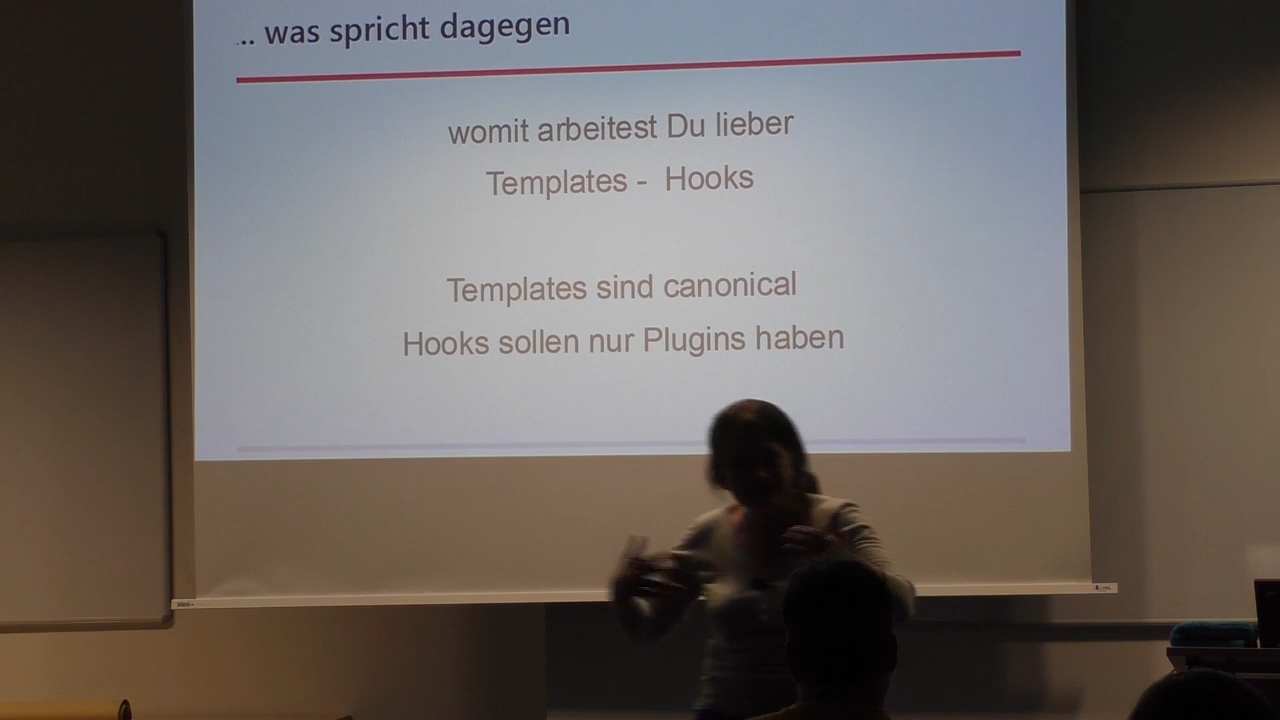 ... was spricht dagegen
womit arbeitest Du lieber
Templates - Hooks
Templates sind canonical
Hooks sollen nur Plugins haben